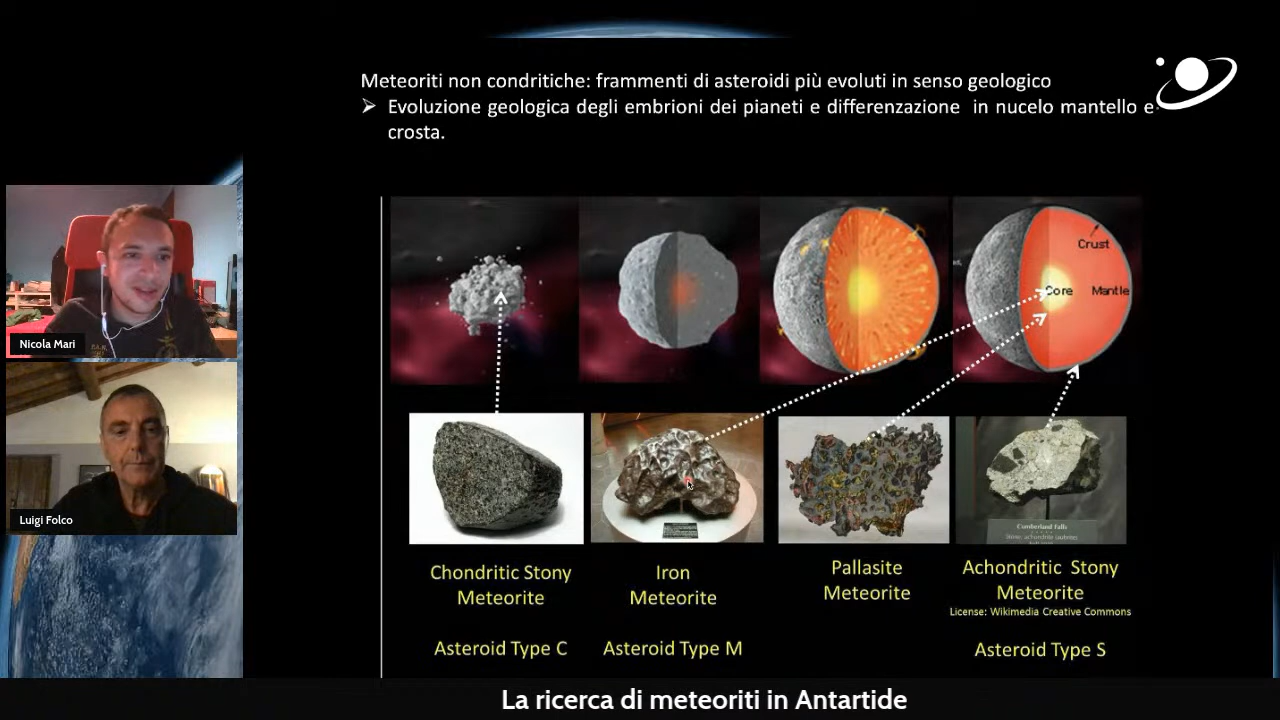 Meteoriti non condritiche: frammenti di asteroidi più evoluti in senso geologico
➢ Evoluzione geologica degli embrioni dei pianeti e differenzazione in nucelo mantello e
crosta.
Crust
Core
Mantle
Nicola Mari
Luigi Folco
Cumberland Falls
Chondritic Stony
Meteorite
Iron
Meteorite
Pallasite
Meteorite
Achondritic Stony
Meteorite
License: Wikimedia Creative Commons
Asteroid Type C
Asteroid Type M
Asteroid Type S
La ricerca di meteoriti in Antartide